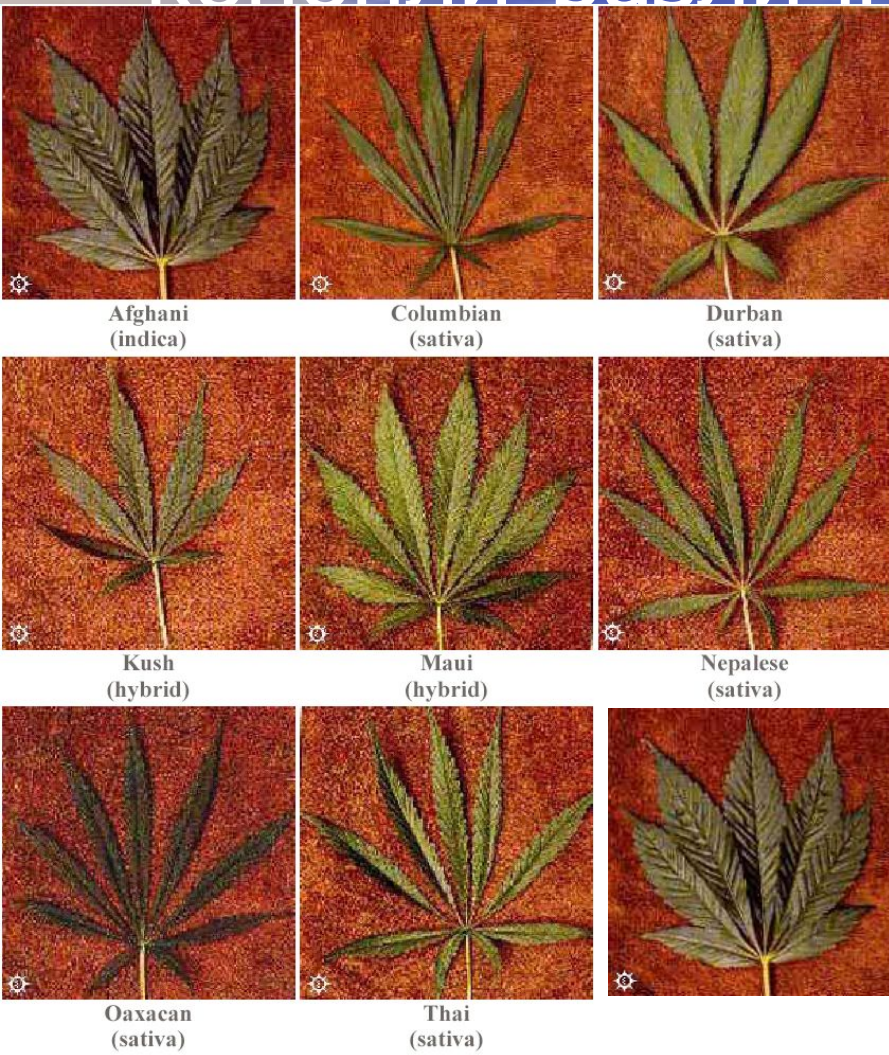 Afghani
(indica)
Columbian
(sativa)
Durban
(sativa)
Kush
(hybrid)
Maui
(hybrid)
Nepalese
(sativa)
Oaxacan
(sativa)
Thai
(sativa)